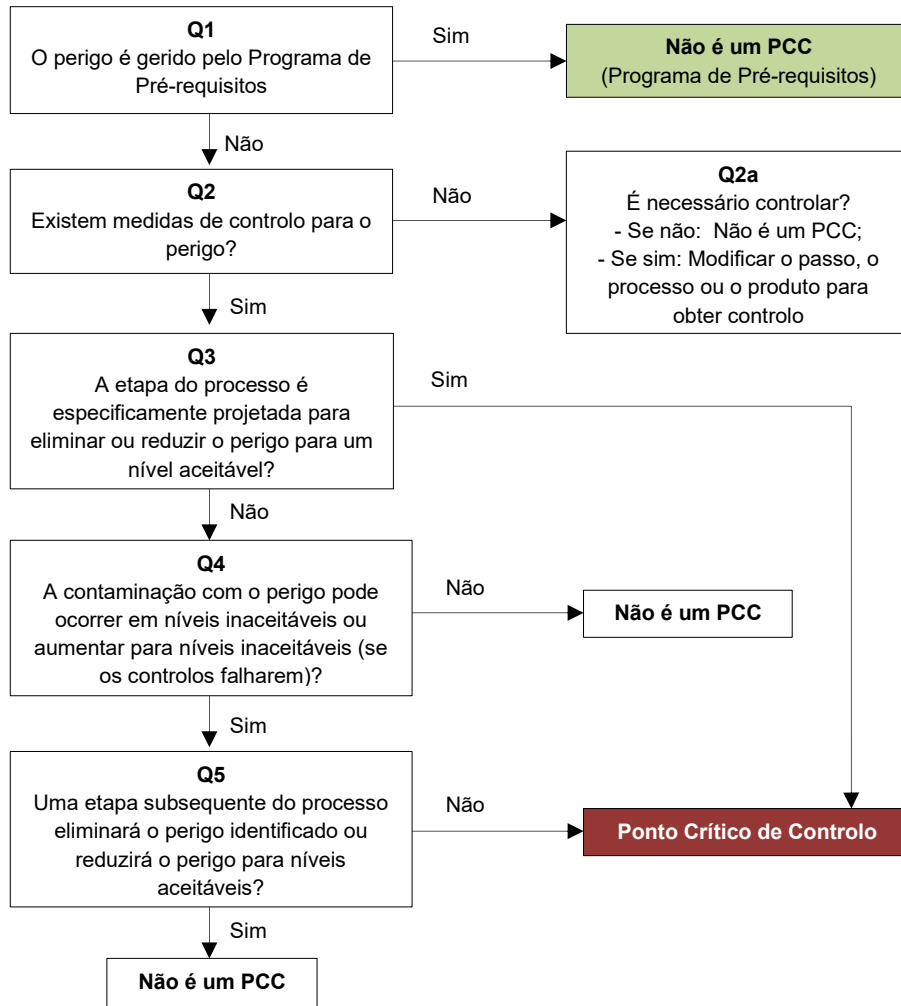 Q1
O perigo é gerido pelo Programa de
Pré-requisitos
Sim
Não é um PCC
(Programa de Pré-requisitos)
Não
Q2
Existem medidas de controlo para o
perigo?
Não
Q2a
É necessário controlar?
- Se não: Não é um PCC;
- Se sim: Modificar o passo, o
processo ou o produto para
obter controlo
Sim
Q3
A etapa do processo é
especificamente projetada para
eliminar ou reduzir o perigo para um
nível aceitável?
Sim
Não
Q4
A contaminação com o perigo pode
ocorrer em níveis inaceitáveis ou
aumentar para níveis inaceitáveis (se
os controlos falharem)?
Não
Não é um PCC
Sim
Q5
Uma etapa subsequente do processo
eliminará o perigo identificado ou
reduzirá o perigo para níveis
aceitáveis?
Não
Ponto Crítico de Controlo
Sim
Não é um PCC